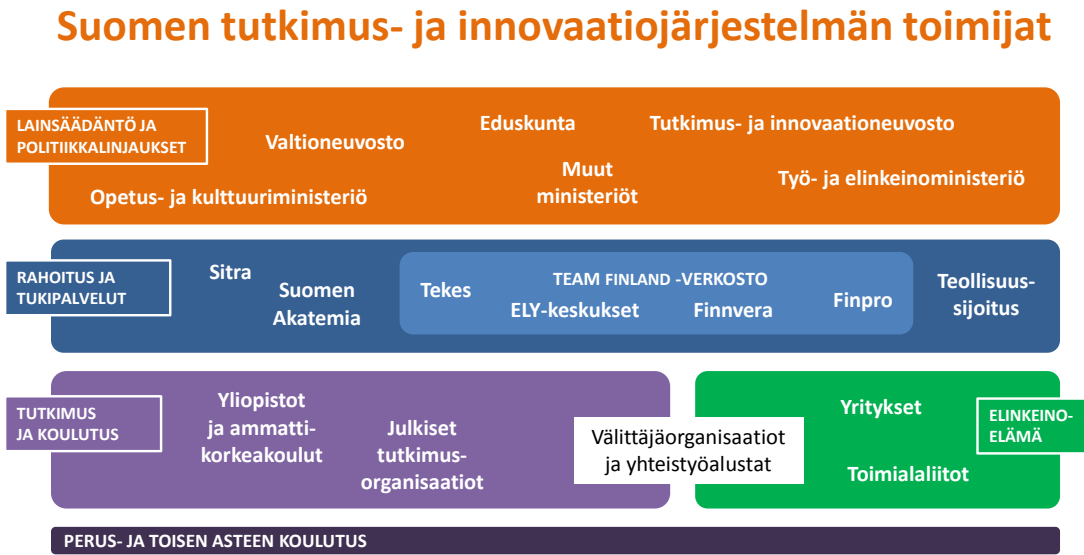 Suomen tutkimus- ja innovaatiojärjestelmän toimijat
LAINSÄÄDÄNTÖ JA
POLITIIKKALINJAUKSET
Valtioneuvosto
Eduskunta
Tutkimus- ja innovaationeuvosto
Opetus- ja kulttuuriministeriö
Muut
ministeriöt
Työ- ja elinkeinoministeriö
RAHOITUS JA
TUKIPALVELUT
Sitra
Suomen
Akatemia
TEAM FINLAND -VERKOSTO
Tekes
ELY-keskukset
Finnvera
Finpro
Teollisuus-
sijoitus
TUTKIMUS
JA KOULUTUS
Yliopistot
ja ammatti-
korkeakoulut
Julkiset
tutkimus-
organisaatiot
Välittäjäorganisaatiot
ja yhteistyöalustat
Yritykset
Toimialaliitot
ELINKEINO-
ELÄMÄ
PERUS- JA TOISEN ASTEEN KOULUTUS